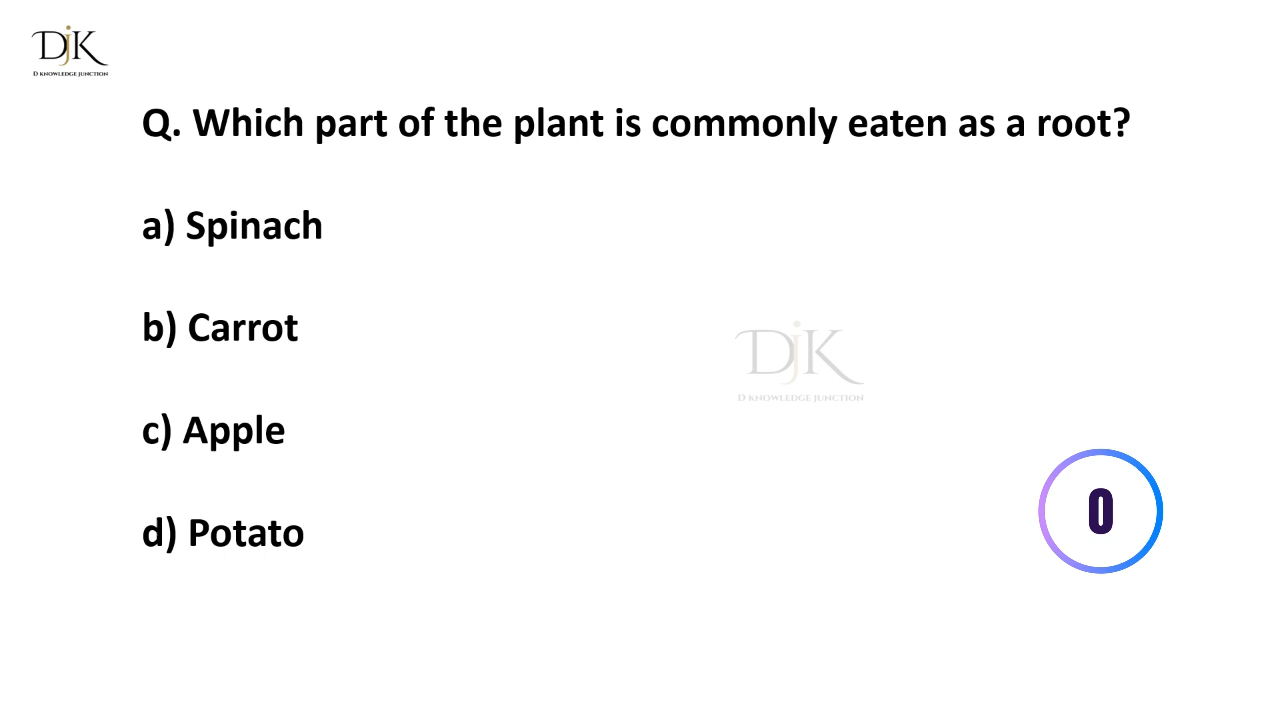 DjK
D KNOWLEDGE JUNCTION
Q. Which part of the plant is commonly eaten as a root?
a) Spinach
b) Carrot
DjK
D KNOWLEDGE JUNCTION
c) Apple
0
d) Potato